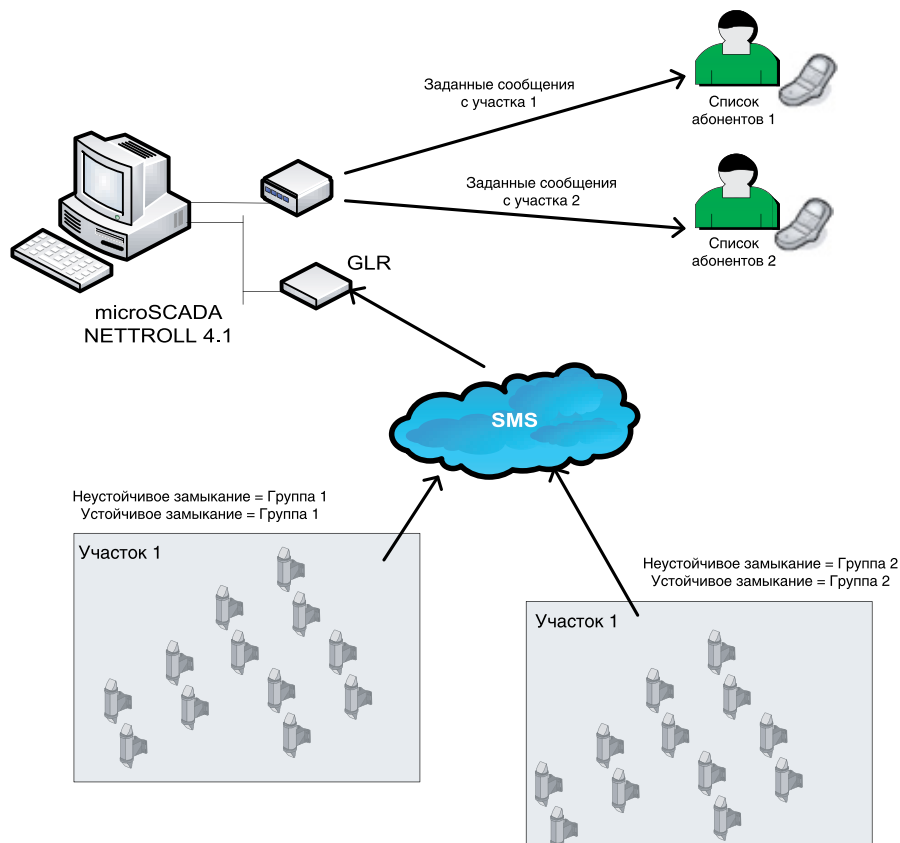 Заданные сообщения
с участка 1
Список
абонентов 1
Заданные сообщения
с участка 2
Список
абонентов 2
GLR
microSCADA
NETTROLL 4.1
SMS
Неустойчивое замыкание = Группа 1
Устойчивое замыкание = Группа 1
Участок 1
Неустойчивое замыкание = Группа 2
Устойчивое замыкание = Группа 2
Участок 1